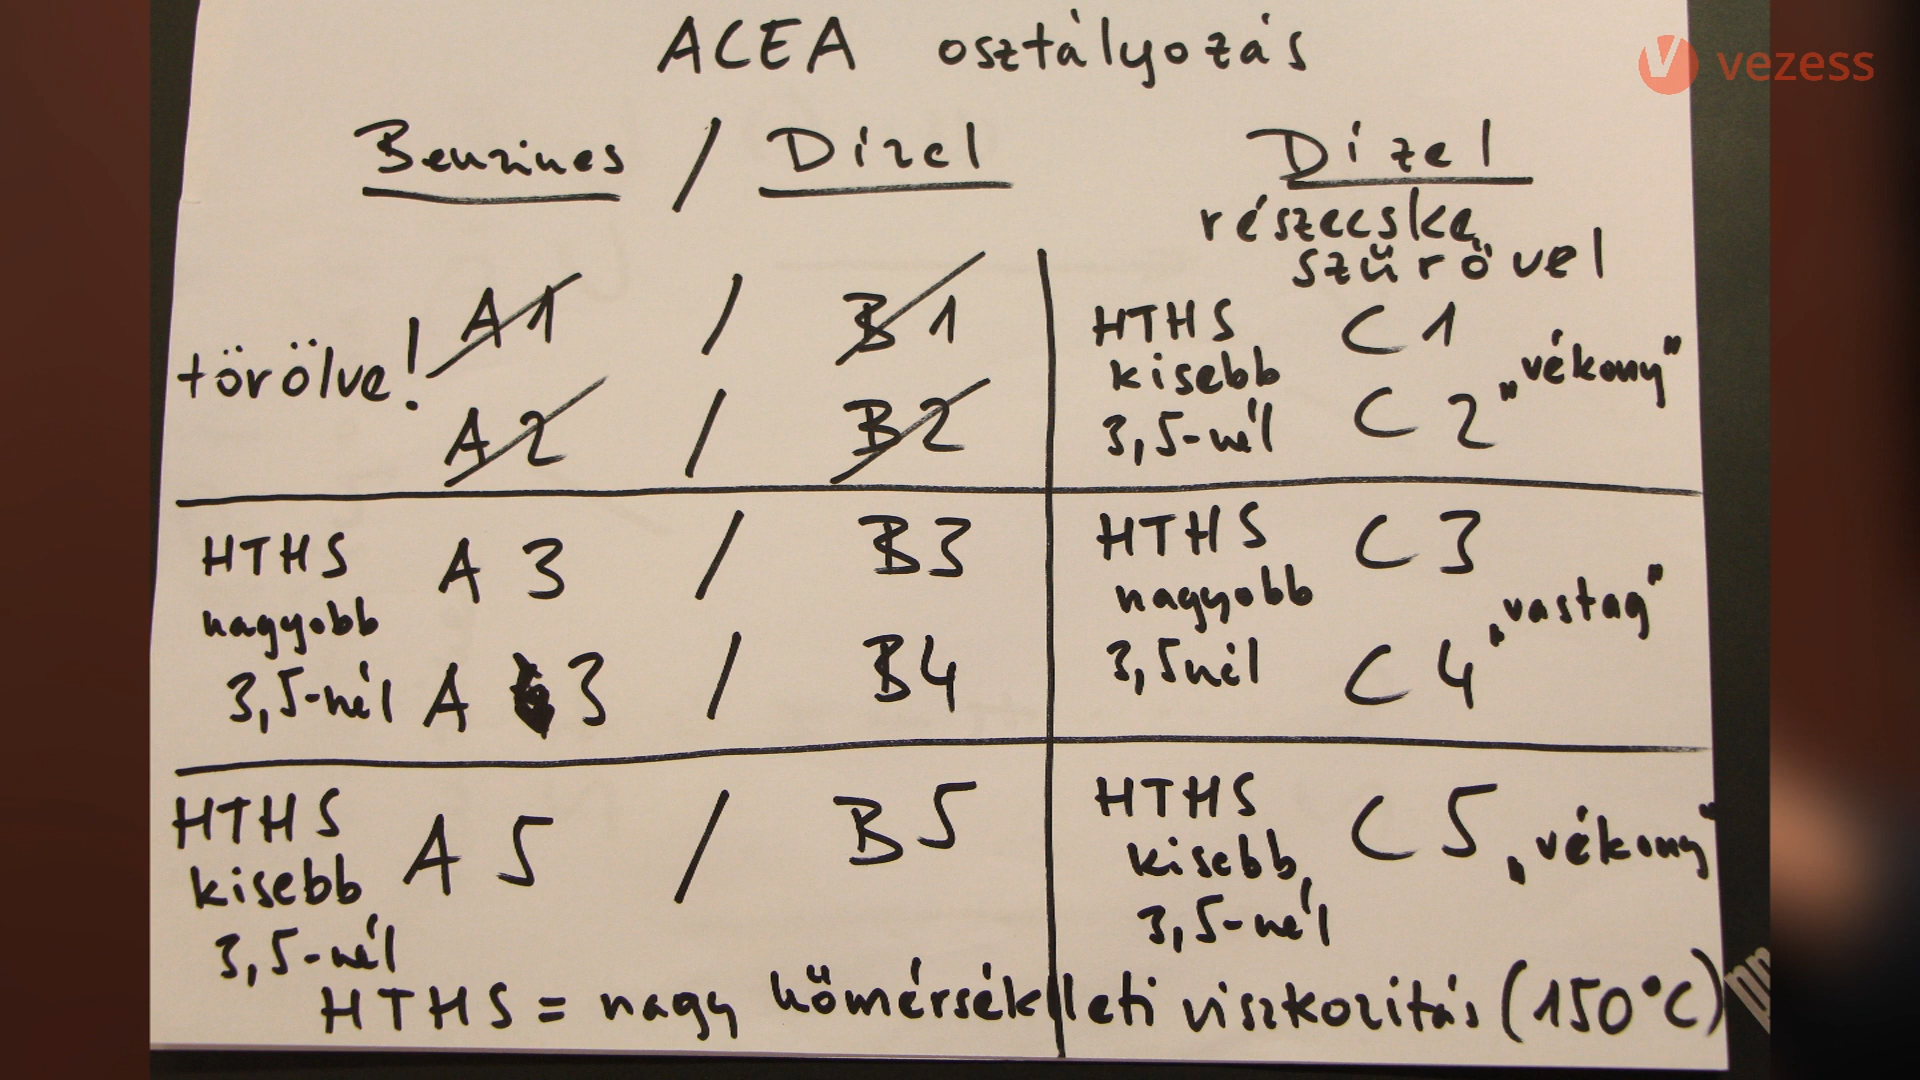 ACEA osztályozás
vezess
Benzines / Dízel
Dízel
részecske
szűrővel
törölve! A1 / B1
A2 / B2
HTHS
kisebb
3,5-nél
C1
C2
„vékony”
HTHS
nagyobb
3,5-nél
A3 / B3
A 3 / B4
HTHS
nagyobb
3,5nél
C3
C4
„vastag”
HTHS
kisebb
3,5-nél
A5 / B5
HTHS
kisebb,
3,5-nél
C5 „vékony”
HTHS = nagy hőmérsékleti viszkozitás (150°C)